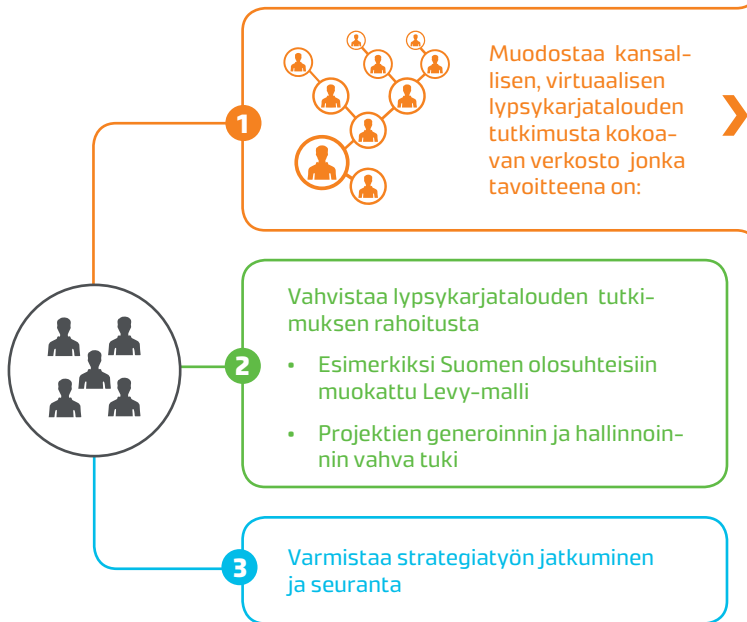 1
Muodostaa kansal-
lisen, virtuaalisen
lypsykarjatalouden
tutkimusta kokoa-
van verkosto jonka
tavoitteena on:
2
Vahvistaa lypsykarjatalouden tutki-
muksen rahoitusta
• Esimerkiksi Suomen olosuhteisiin
muokattu Levy-malli
• Projektien generoinnin ja hallinnoin-
nin vahva tuki
3
Varmistaa strategiatyön jatkuminen
ja seuranta